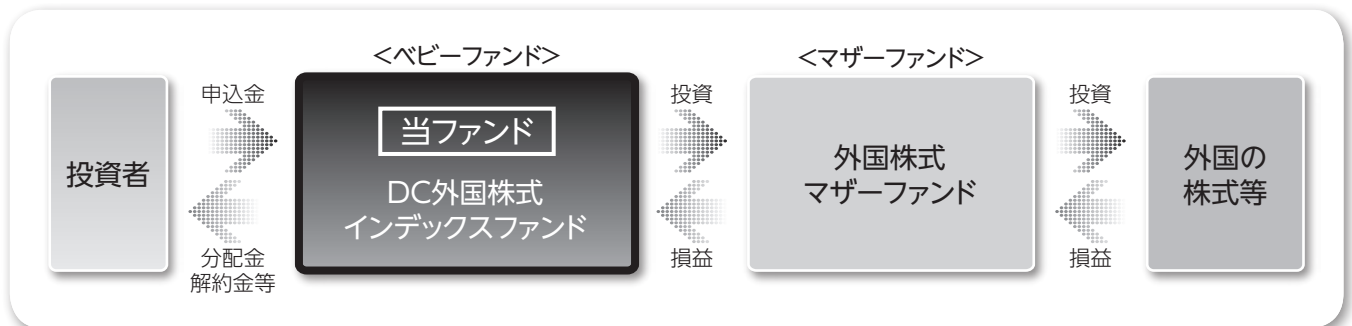 <ベビーファンド>
<マザーファンド>
投資者
申込金
分配金
解約金等
当ファンド
DC外国株式
インデックスファンド
投資
損益
外国株式
マザーファンド
投資
損益
外国の
株式等